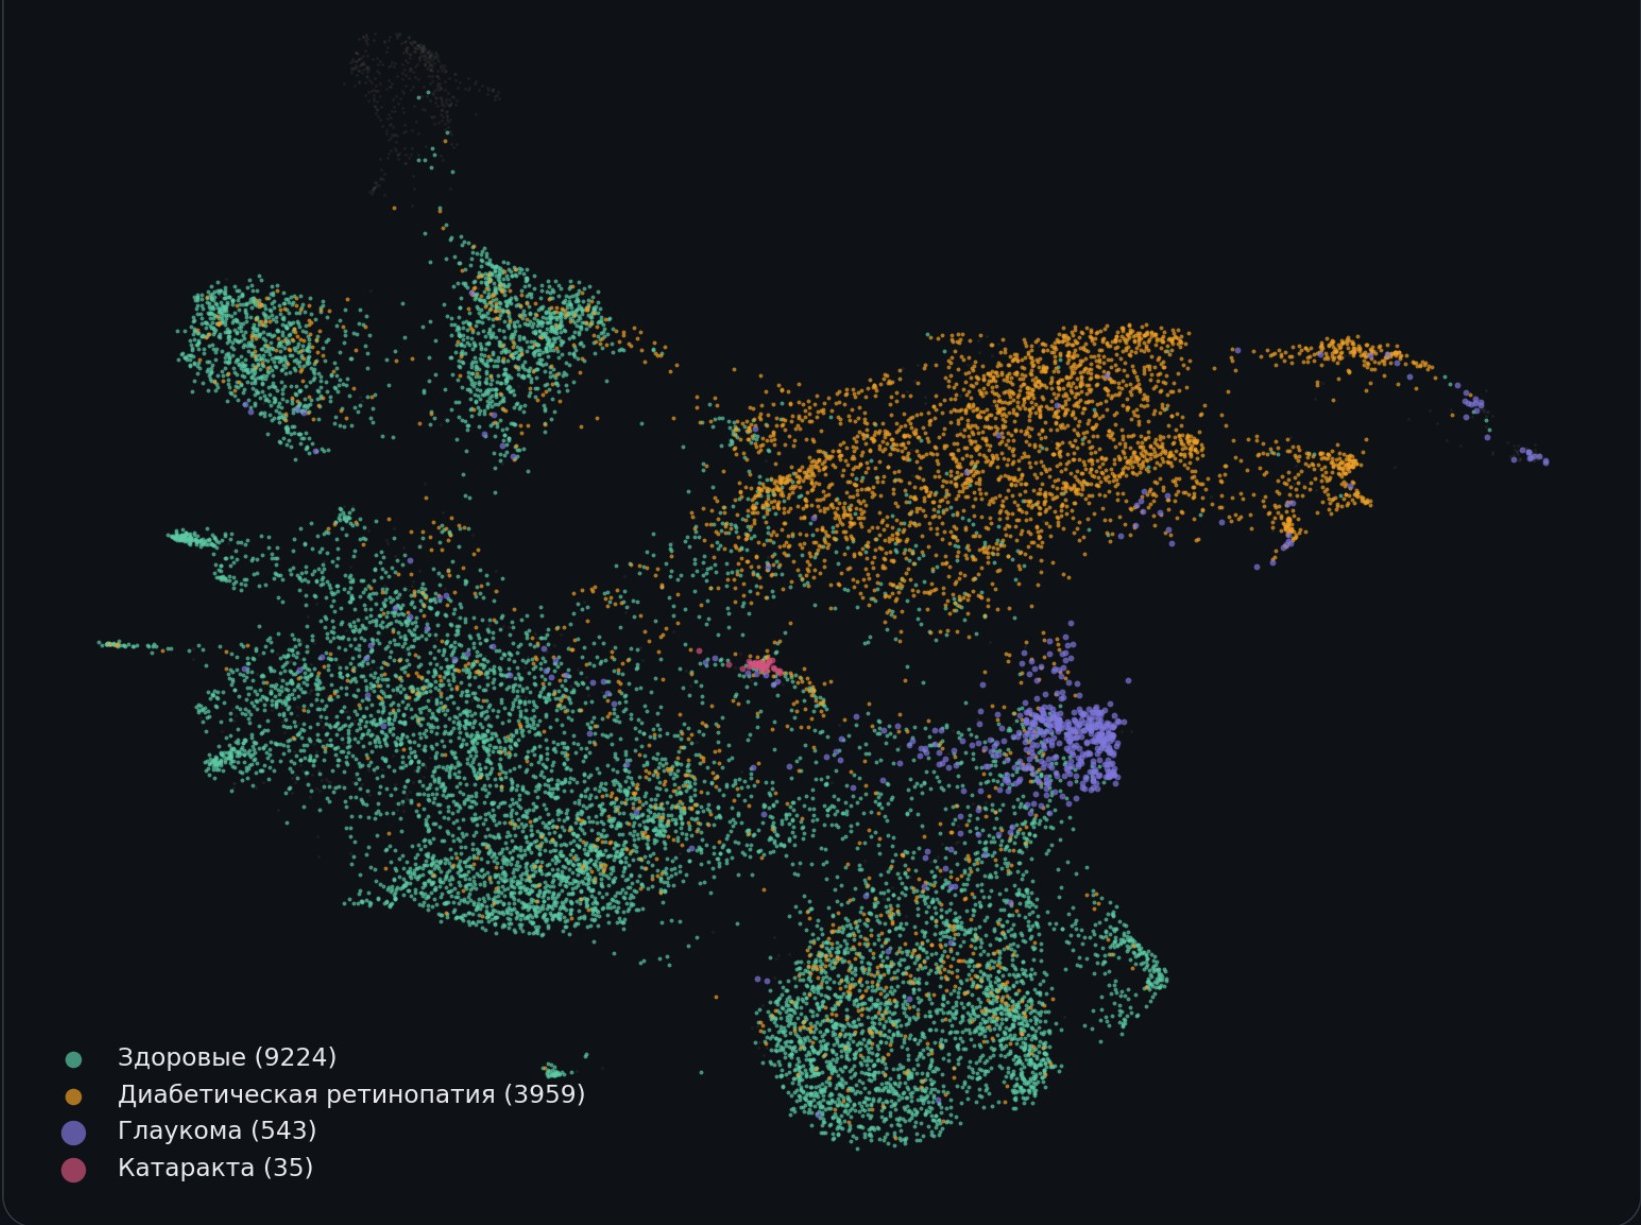 Здоровые (9224)
Диабетическая ретинопатия (3959)
Глаукома (543)
Катаракта (35)